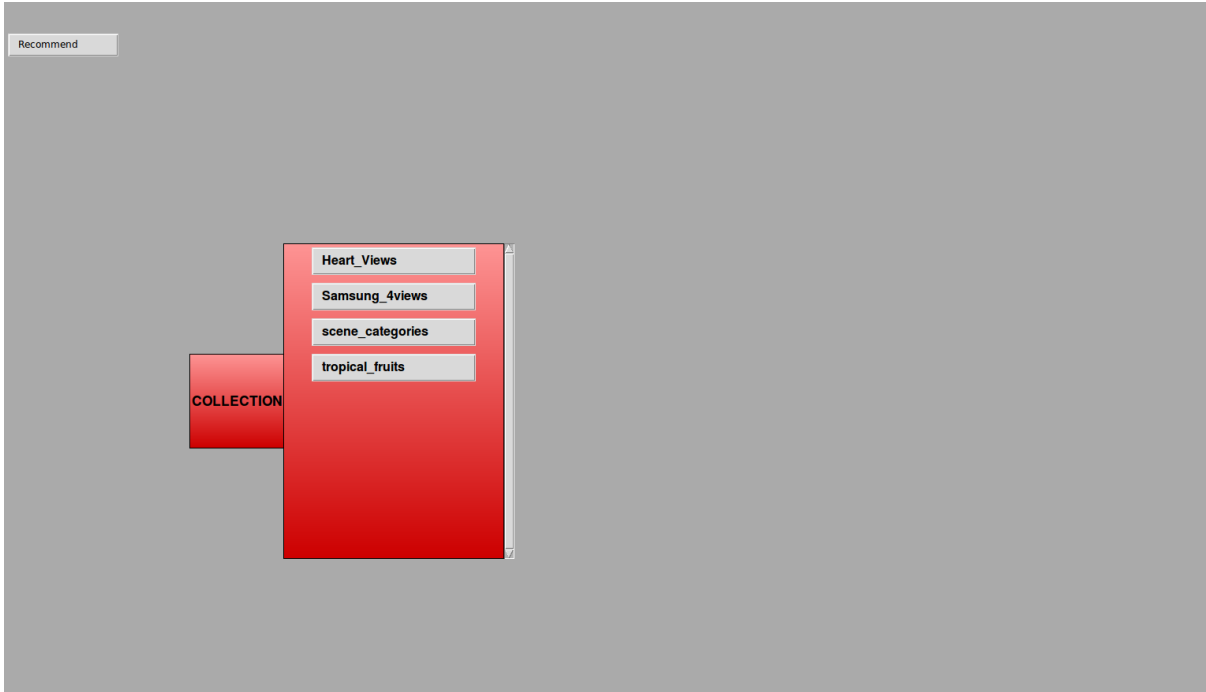 Recommend
Heart_Views
Samsung_4views
scene_categories
tropical_fruits
COLLECTION